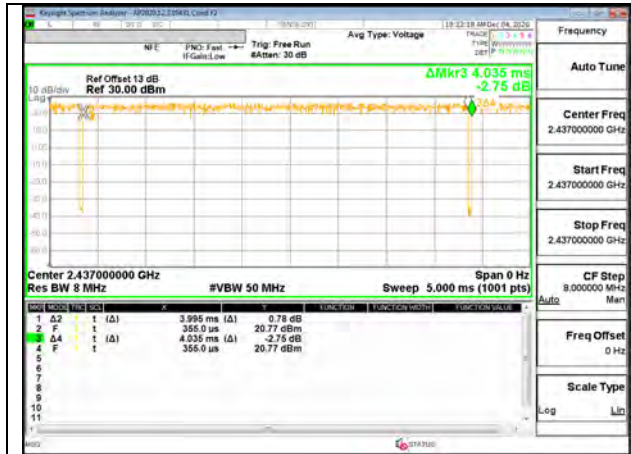 Keysight Spectrum Analyzer
Frequency
NFE
PNO: Fast
IFGain:Low
Trig: Free Run
#Atten: 30 dB
Avg Type: Voltage
TRACE
TYPE
DET
Auto Tune
Ref Offset 13 dB
Ref 30.00 dBm
10 dB/div
Log
ΔMkr3 4.035 ms
-2.75 dB
Center Freq
2.437000000 GHz
Start Freq
2.437000000 GHz
Stop Freq
2.437000000 GHz
Center 2.437000000 GHz
Span 0 Hz
Res BW 8 MHz
#VBW 50 MHz
Sweep 5.000 ms (1001 pts)
CF Step
8.000000 MHz
Auto Man
MKR MODE TRC SCL X Y FUNCTION FUNCTION WIDTH FUNCTION VALUE
1 Δ2 t (Δ) 3.995 ms (Δ) 0.78 dB
2 F t 355.0 µs 20.77 dBm
3 Δ4 t (Δ) 4.035 ms (Δ) -2.75 dB
4 F t 355.0 µs 20.77 dBm
5
6
7
8
9
10
11
Freq Offset
0 Hz
Scale Type
Log Lin
MSG
STATUS